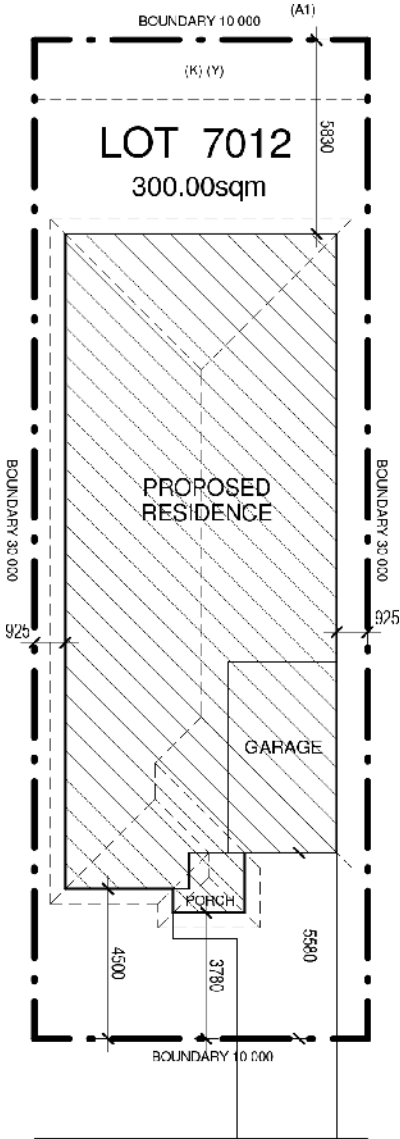 (A1)
BOUNDARY 10 000
(K) (Y)
5830
LOT 7012
300.00sqm
BOUNDARY 30 000
PROPOSED
RESIDENCE
BOUNDARY 30 000
925
925
GARAGE
PORCH
4500
3780
5580
BOUNDARY 10 000